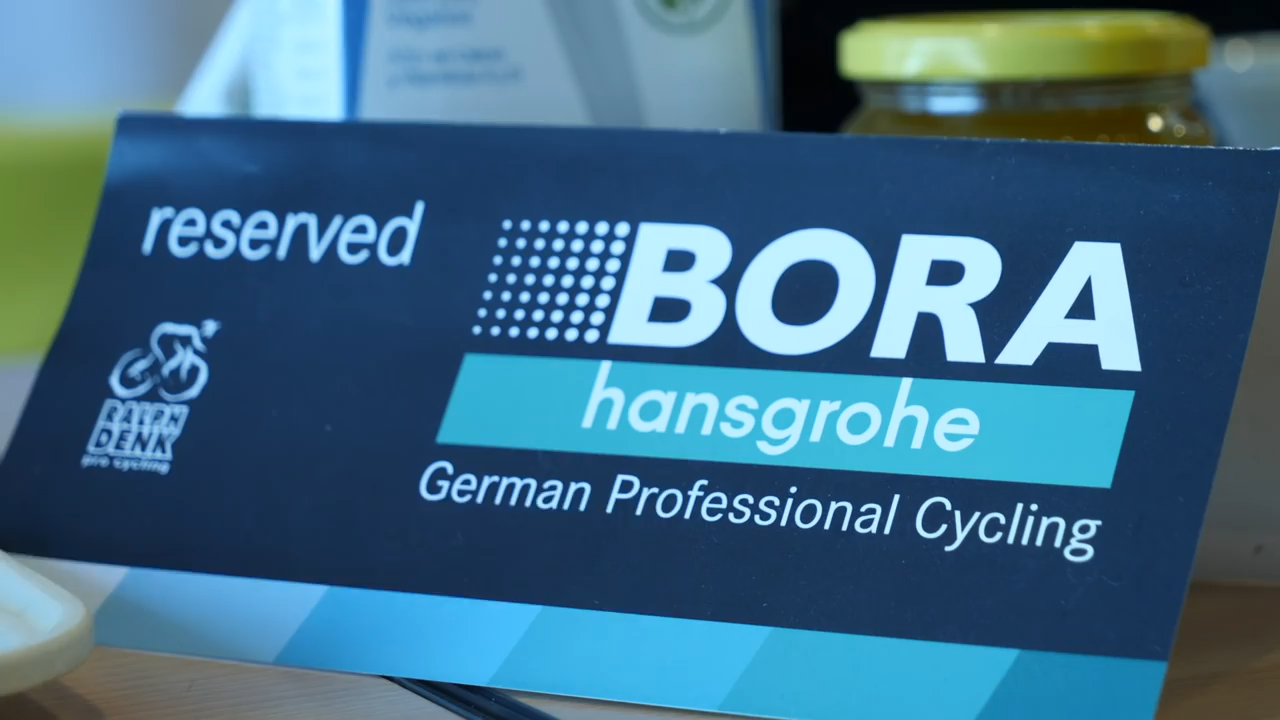 reserved
BORA
hansgrohe
German Professional Cycling
RALPH
DENK
pro cycling